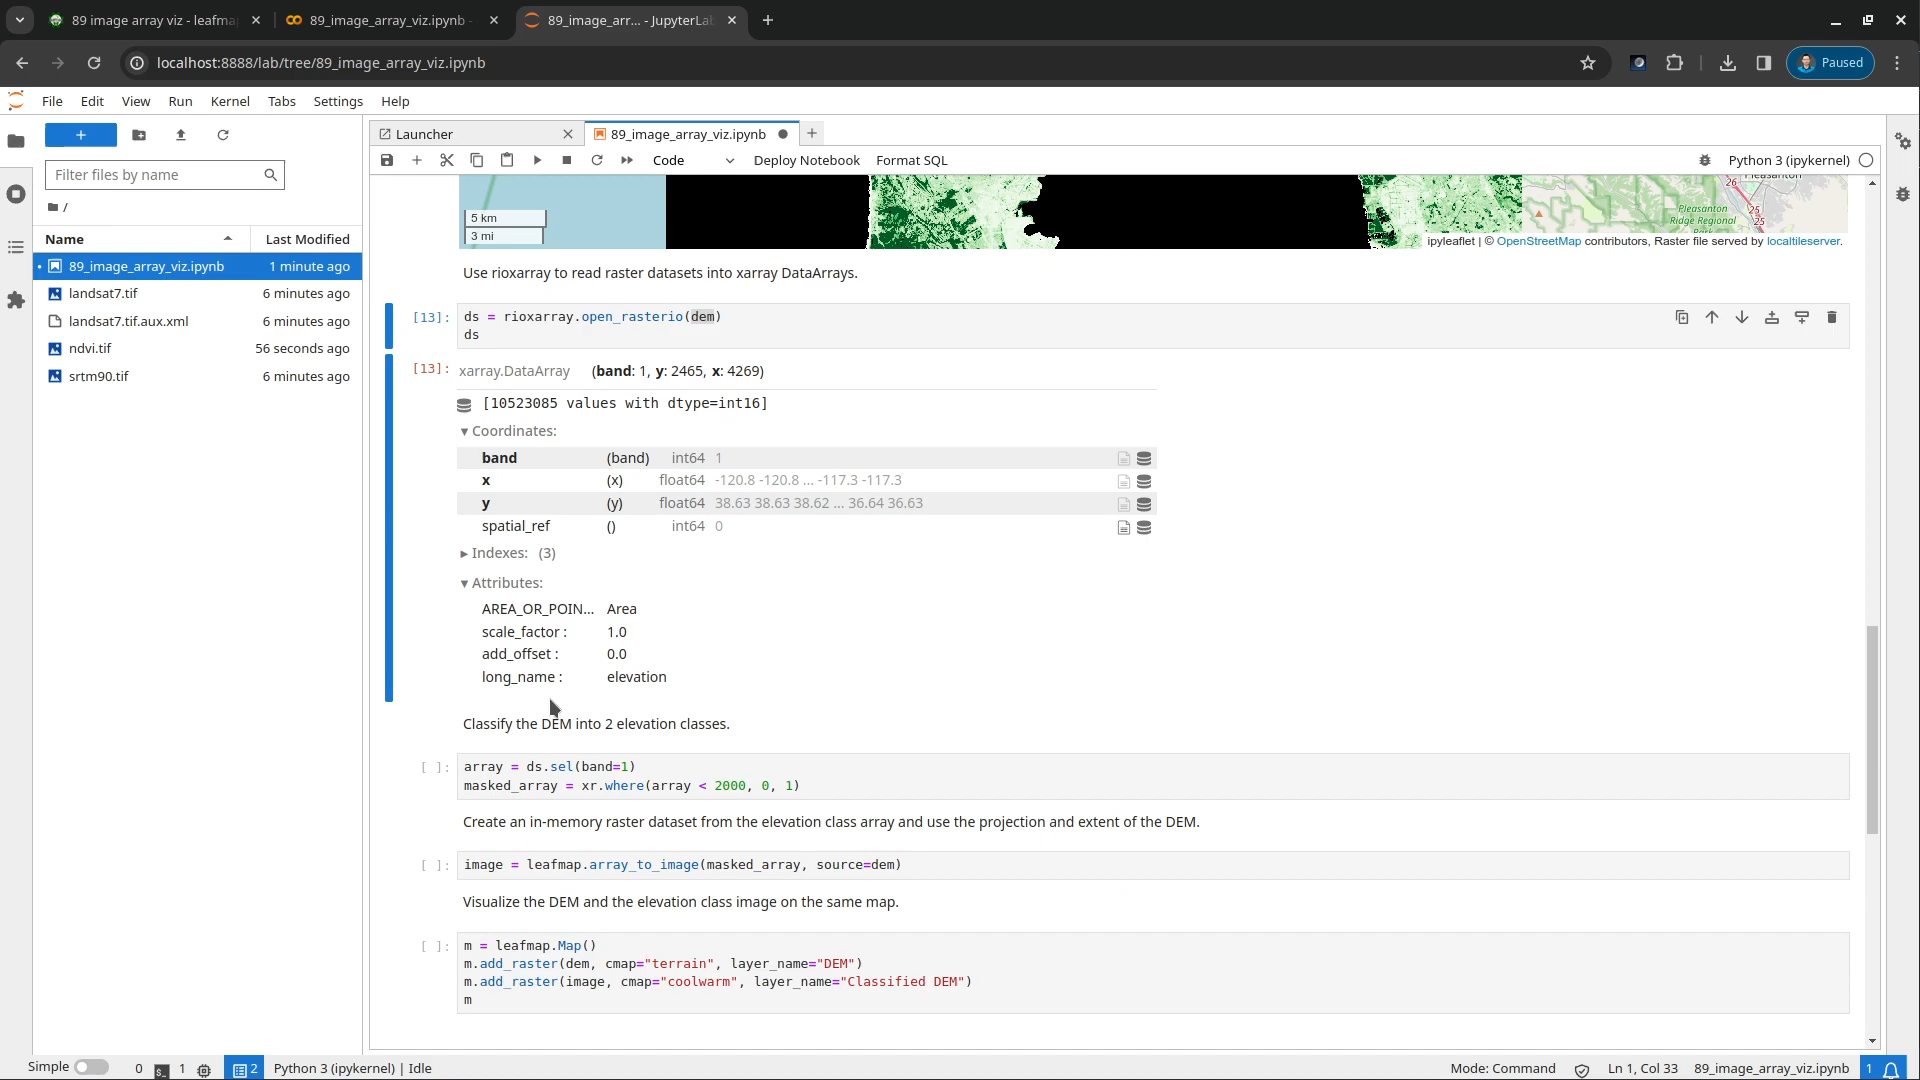 89 image array viz - leafma
89_image_array_viz.ipynb -
89_image_arr... - JupyterLab
localhost:8888/lab/tree/89_image_array_viz.ipynb
Paused
File Edit View Run Kernel Tabs Settings Help
Launcher
89_image_array_viz.ipynb
Code
Deploy Notebook
Format SQL
Python 3 (ipykernel)
Filter files by name
/
Name Last Modified
89_image_array_viz.ipynb 1 minute ago
landsat7.tif 6 minutes ago
landsat7.tif.aux.xml 6 minutes ago
ndvi.tif 56 seconds ago
srtm90.tif 6 minutes ago
5 km
3 mi
Pleasanton
26
25
25
Pleasanton
Ridge Regional
ipyleaflet | © OpenStreetMap contributors, Raster file served by localtileserver.
Use rioxarray to read raster datasets into xarray DataArrays.
[13]: ds = rioxarray.open_rasterio(dem)
ds
[13]: xarray.DataArray (band: 1, y: 2465, x: 4269)
[10523085 values with dtype=int16]
▼ Coordinates:
band (band) int64 1
x (x) float64 -120.8 -120.8 ... -117.3 -117.3
y (y) float64 38.63 38.63 38.62 ... 36.64 36.63
spatial_ref () int64 0
► Indexes: (3)
▼ Attributes:
AREA_OR_POIN... Area
scale_factor : 1.0
add_offset : 0.0
long_name : elevation
Classify the DEM into 2 elevation classes.
[ ]: array = ds.sel(band=1)
masked_array = xr.where(array < 2000, 0, 1)
Create an in-memory raster dataset from the elevation class array and use the projection and extent of the DEM.
[ ]: image = leafmap.array_to_image(masked_array, source=dem)
Visualize the DEM and the elevation class image on the same map.
[ ]: m = leafmap.Map()
m.add_raster(dem, cmap="terrain", layer_name="DEM")
m.add_raster(image, cmap="coolwarm", layer_name="Classified DEM")
m
Simple 0 1 2 Python 3 (ipykernel) | Idle
Mode: Command Ln 1, Col 33 89_image_array_viz.ipynb 1